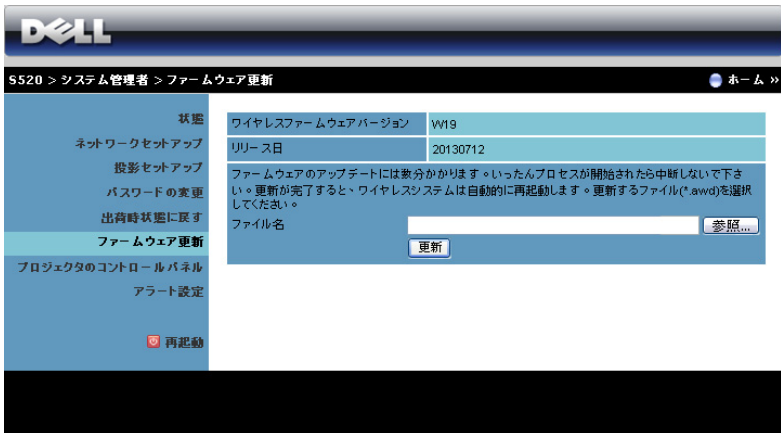 DELL
S520 > システム管理者 > ファームウェア更新
ホーム »
状態
ネットワークセットアップ
投影セットアップ
パスワードの変更
出荷時状態に戻す
ファームウェア更新
プロジェクタのコントロールパネル
アラート設定
再起動
ワイヤレスファームウェアバージョン W19
リリース日 20130712
ファームウェアのアップデートには数分かかります。いったんプロセスが開始されたら中断しないで下さ
い。更新が完了すると、ワイヤレスシステムは自動的に再起動します。更新するファイル(*.awd)を選択
してください。
ファイル名 参照...
更新